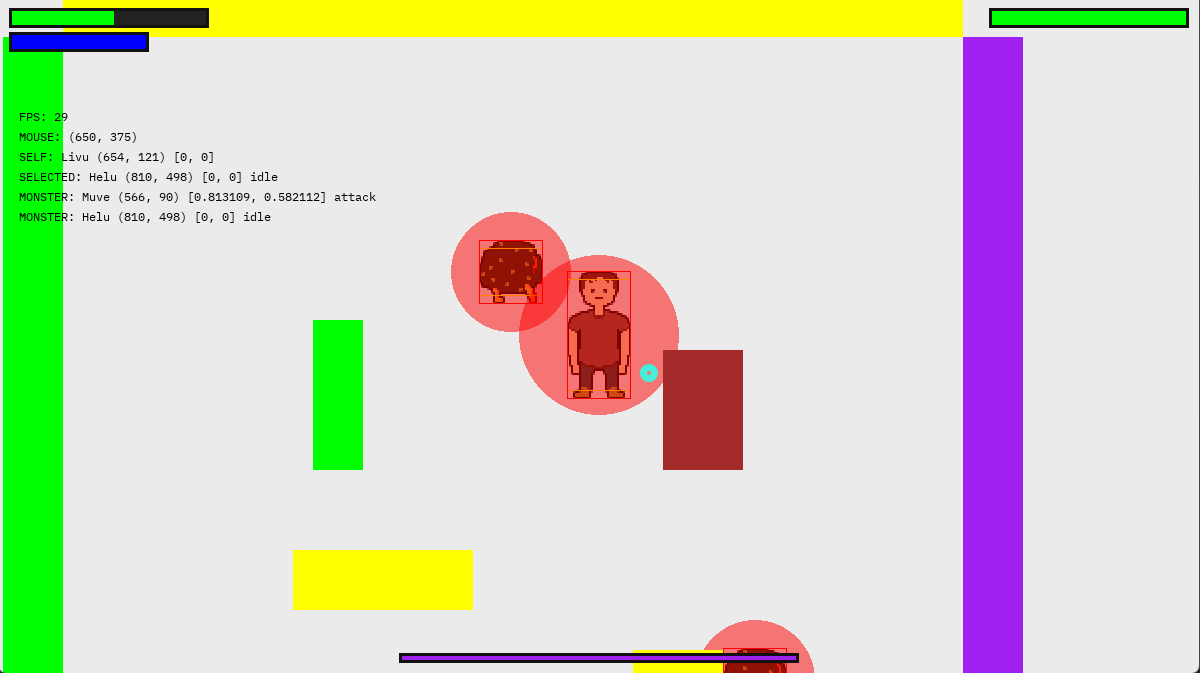 FPS: 29
MOUSE: (650, 375)
SELF: Livu (654, 121) [0, 0]
SELECTED: Helu (810, 498) [0, 0] idle
MONSTER: Muve (566, 90) [0.813109, 0.582112] attack
MONSTER: Helu (810, 498) [0, 0] idle